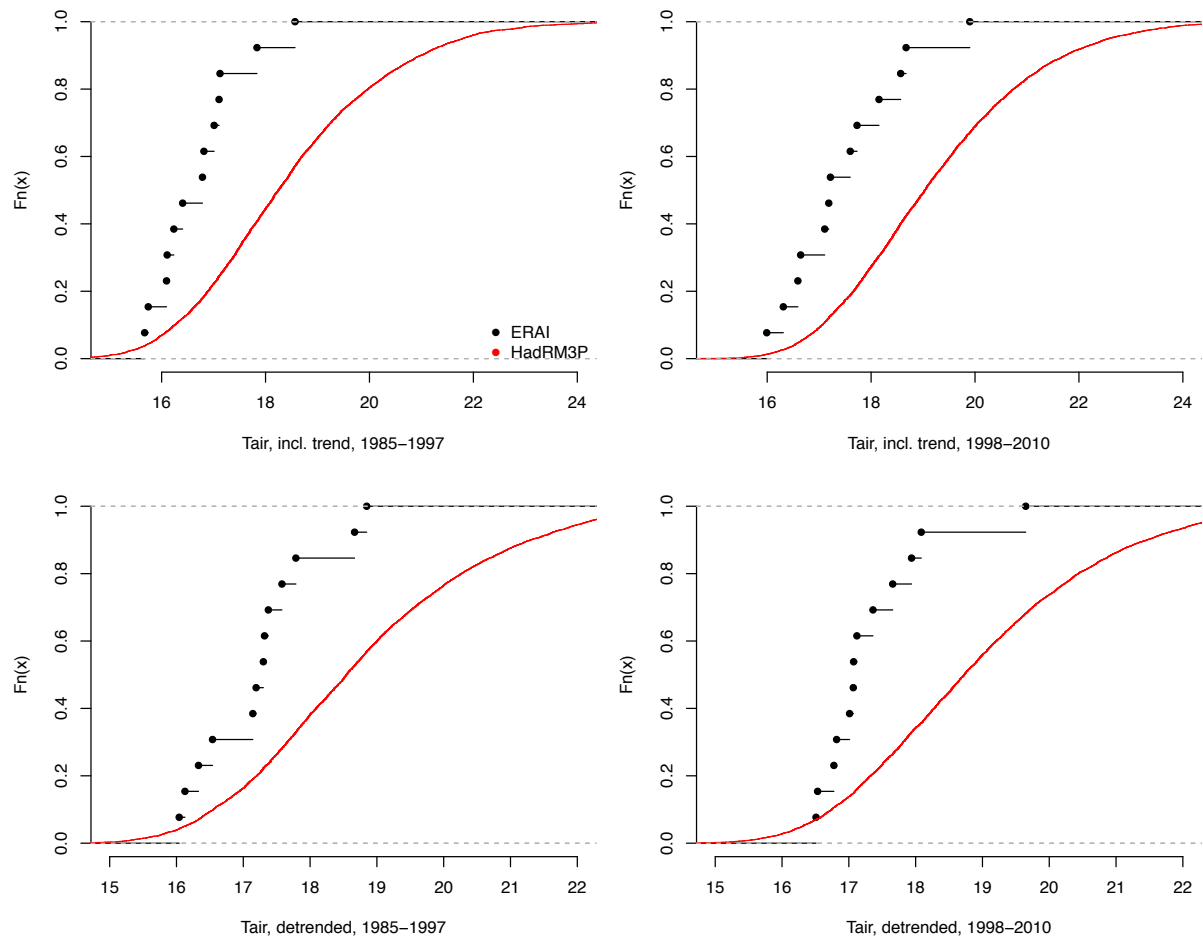 1.0
0.8
0.6
0.4
0.2
0.0
Fn(x)
ERAI
HadRM3P
16 18 20 22 24
Tair, incl. trend, 1985−1997
1.0
0.8
0.6
0.4
0.2
0.0
Fn(x)
16 18 20 22 24
Tair, incl. trend, 1998−2010
1.0
0.8
0.6
0.4
0.2
0.0
Fn(x)
15 16 17 18 19 20 21 22
Tair, detrended, 1985−1997
1.0
0.8
0.6
0.4
0.2
0.0
Fn(x)
15 16 17 18 19 20 21 22
Tair, detrended, 1998−2010